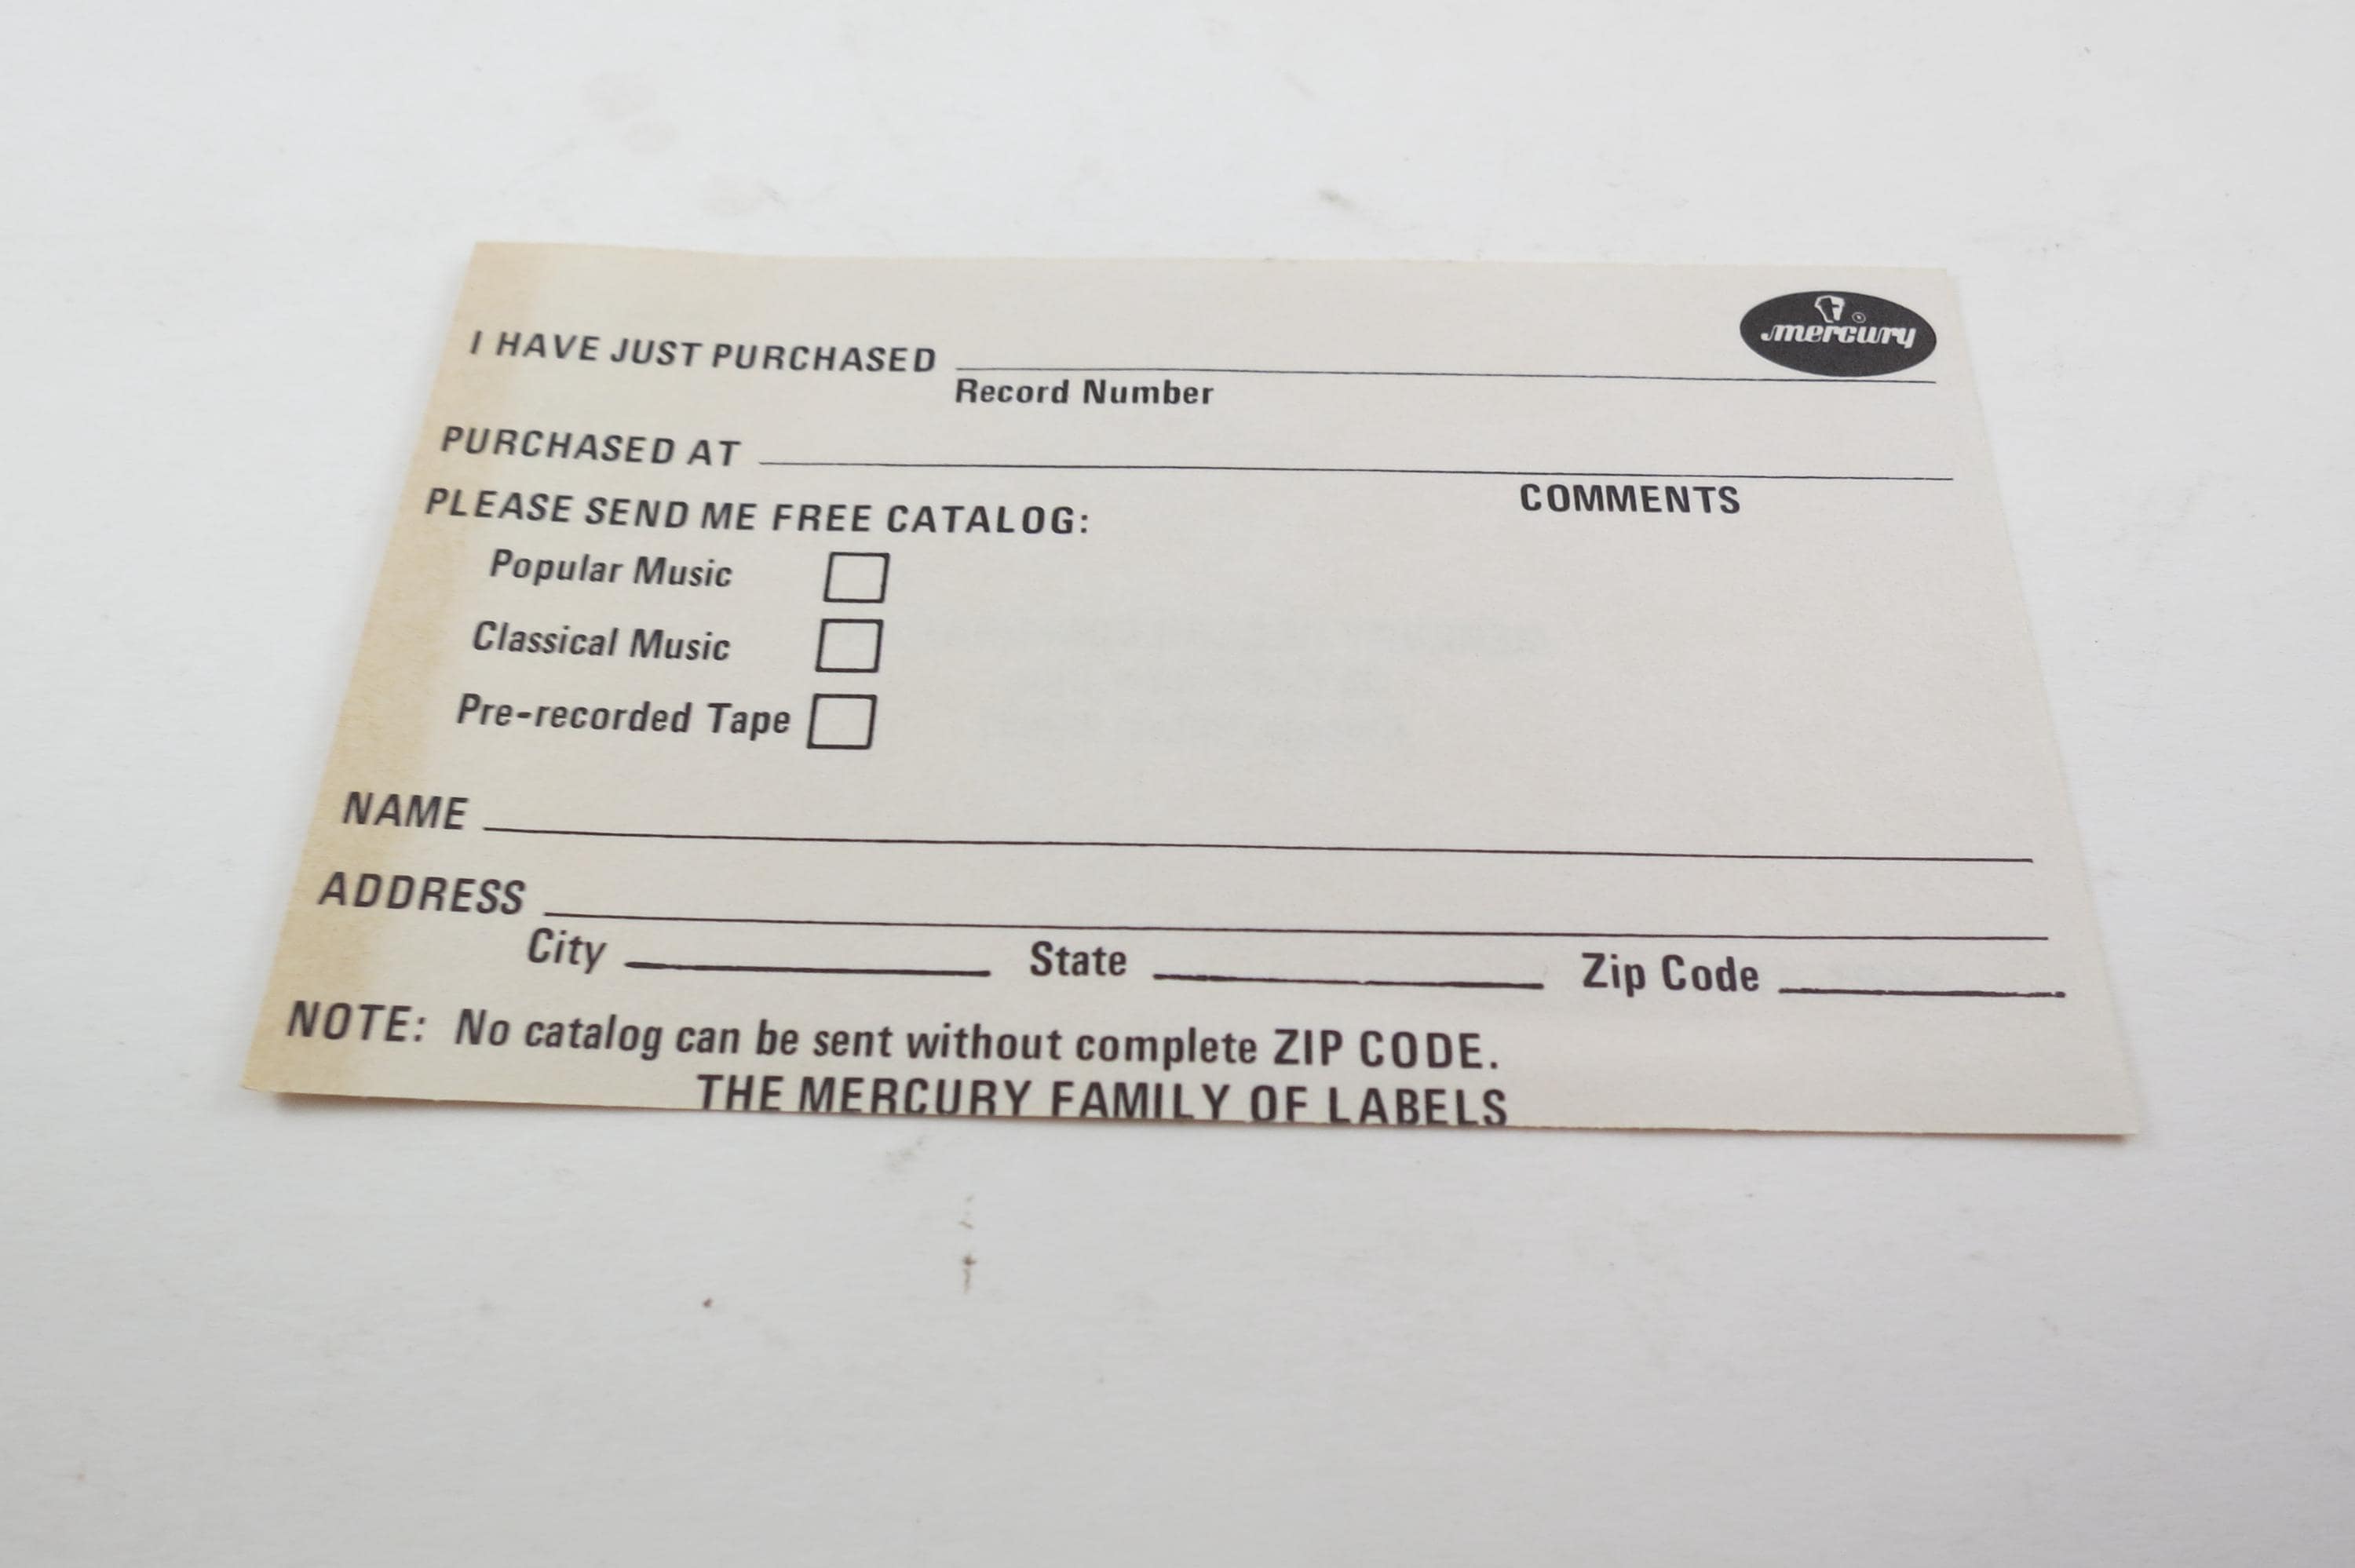 mercury ®
I HAVE JUST PURCHASED
Record Number
PURCHASED AT
PLEASE SEND ME FREE CATALOG:
COMMENTS
Popular Music
Classical Music
Pre-recorded Tape
NAME
ADDRESS
City State Zip Code
NOTE: No catalog can be sent without complete ZIP CODE.
THE MERCURY FAMILY OF LABELS